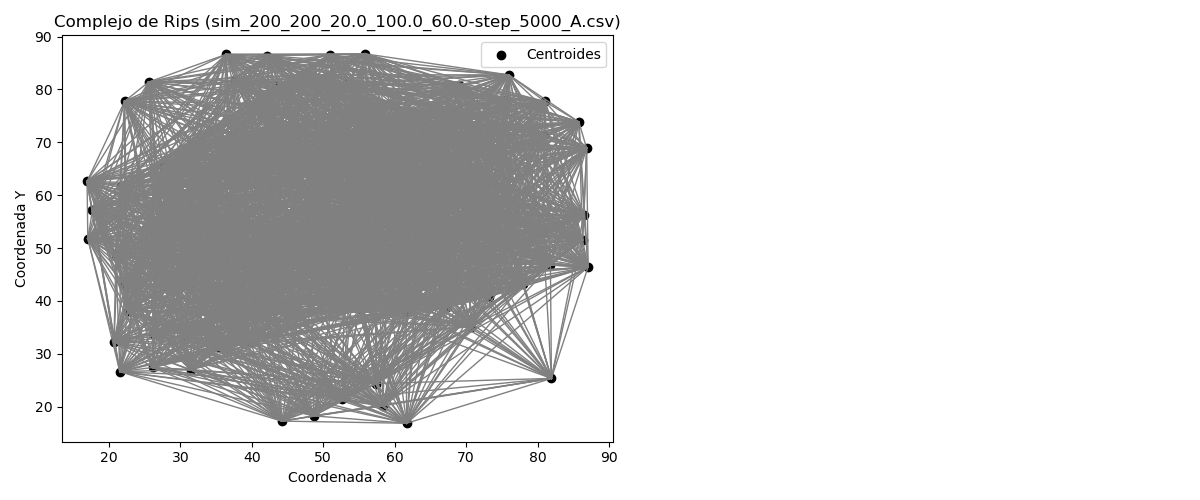 Complejo de Rips (sim_200_200_20.0_100.0_60.0-step_5000_A.csv)
Centroides
90
80
70
60
50
40
30
20
Coordenada Y
20 30 40 50 60 70 80 90
Coordenada X